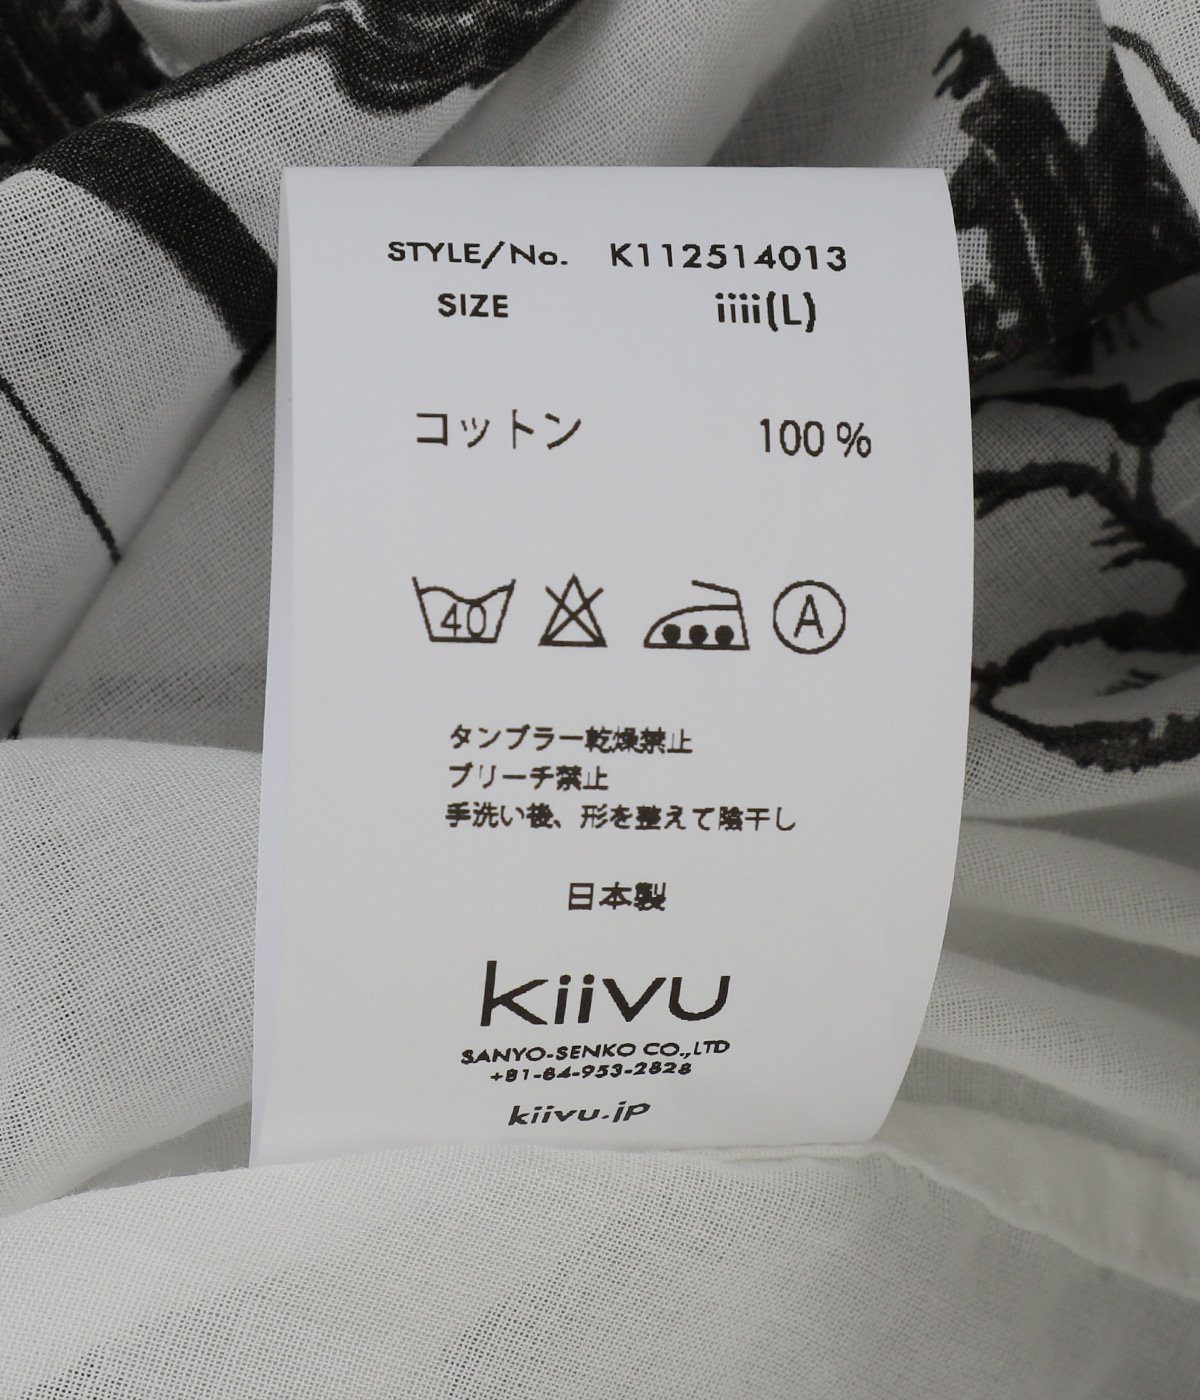 STYLE/No. K112514013
SIZE iiii(L)
コットン 100%
40 A
タンブラー乾燥禁止
ブリーチ禁止
手洗い後、形を整えて陰干し
日本製
kiivu
SANYO-SENKO CO.,LTD
+81-84-953-2828
kiivu.jp